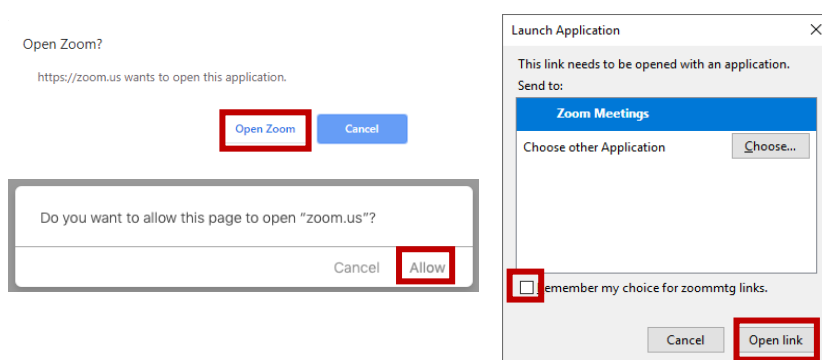 Open Zoom?
https://zoom.us wants to open this application.
Open Zoom Cancel
Do you want to allow this page to open “zoom.us”?
Cancel Allow
Launch Application
This link needs to be opened with an application.
Send to:
Zoom Meetings
Choose other Application Choose...
emember my choice for zoommtg links.
Cancel Open link